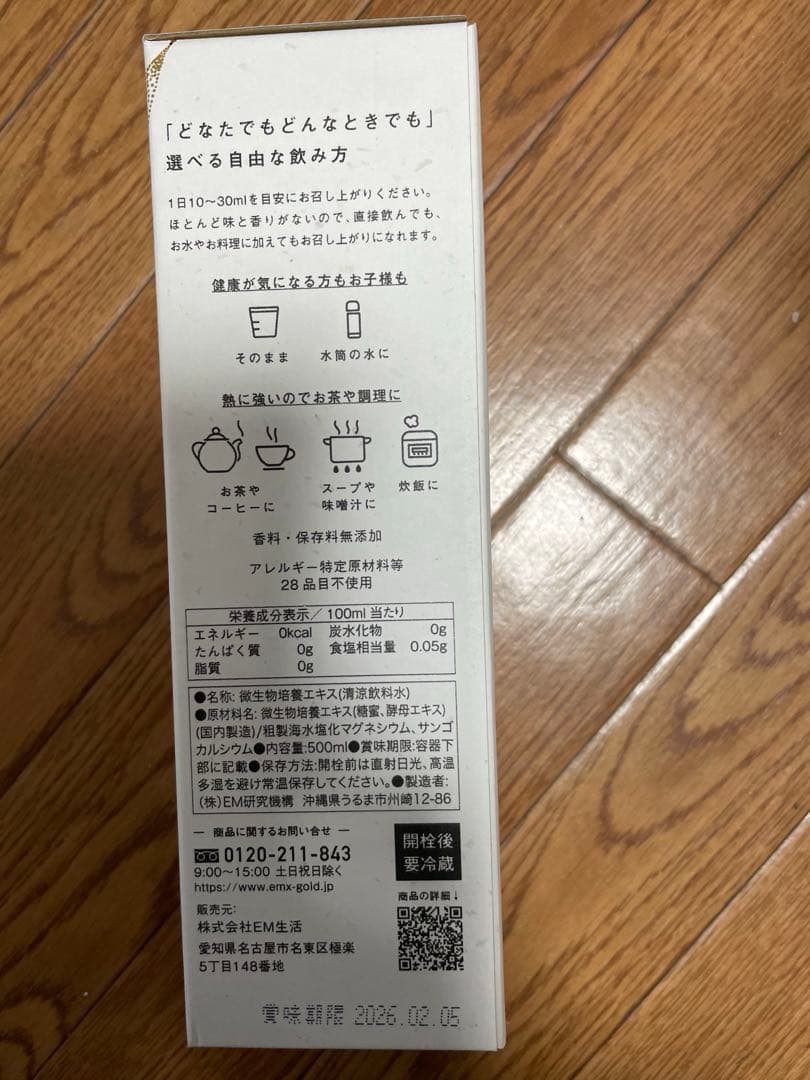 「どなたでもどんなときでも」
選べる自由な飲み方
1日10〜30mlを目安にお召し上がりください。
ほとんど味と香りがないので、直接飲んでも、
お水やお料理に加えてもお召し上がりになれます。
健康が気になる方もお子様も
そのまま 水筒の水に
熱に強いのでお茶や調理に
お茶や
コーヒーに
スープや
味噌汁に
炊飯に
香料・保存料無添加
アレルギー特定原材料等
28品目不使用
栄養成分表示／100ml当たり
エネルギー 0kcal 炭水化物 0g
たんぱく質 0g 食塩相当量 0.05g
脂質 0g
●名称:微生物培養エキス(清涼飲料水)
●原材料名:微生物培養エキス(糖蜜、酵母エキス)
(国内製造)/粗製海水塩化マグネシウム、サンゴ
カルシウム●内容量:500ml●賞味期限:容器下
部に記載●保存方法:開栓前は直射日光、高温
多湿を避け常温保存してください。●製造者:
(株)EM研究機構 沖縄県うるま市州崎12-86
― 商品に関するお問い合せ ―
0120-211-843
9:00〜15:00 土日祝日除く
https://www.emx-gold.jp
販売元:
株式会社EM生活
愛知県名古屋市名東区極楽
5丁目148番地
開栓後
要冷蔵
商品の詳細↓
賞味期限 2026.02.05